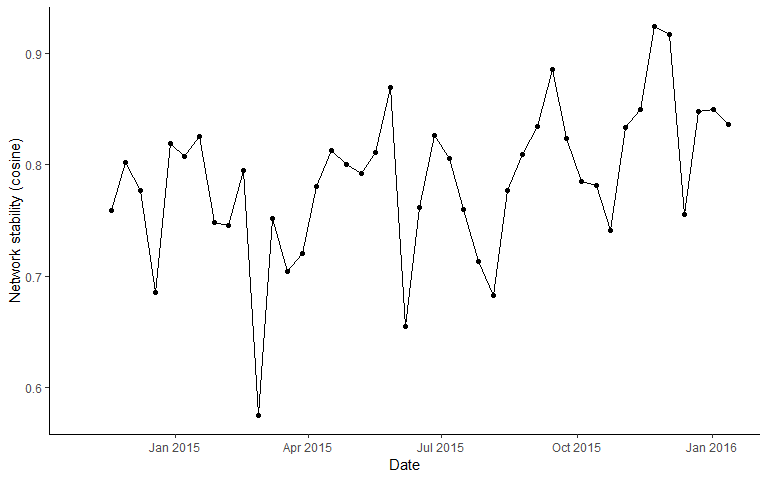 Network stability (cosine)
0.9
0.8
0.7
0.6
Jan 2015
Apr 2015
Jul 2015
Oct 2015
Jan 2016
Date